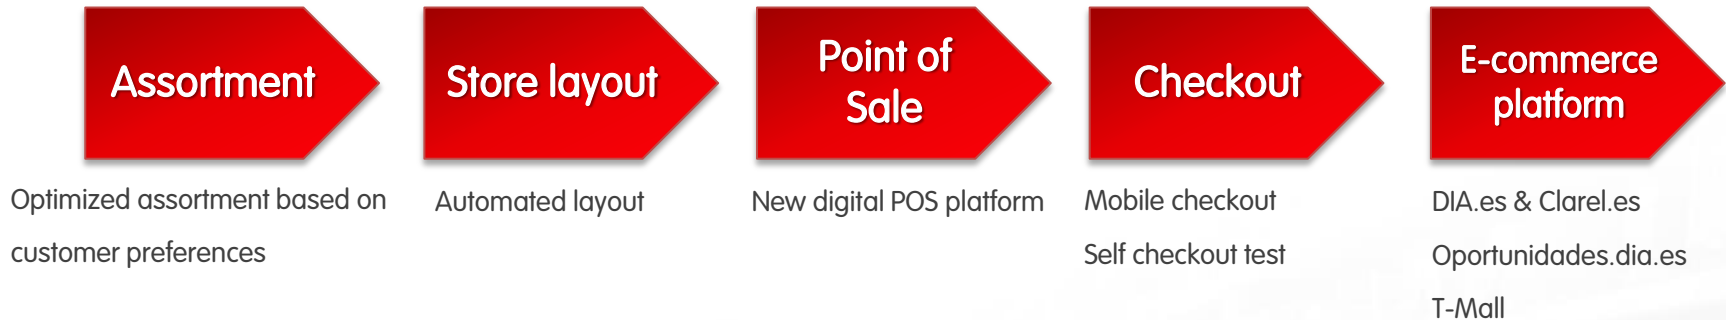 Assortment
Optimized assortment based on
customer preferences
Store layout
Automated layout
Point of
Sale
New digital POS platform
Checkout
Mobile checkout
Self checkout test
E-commerce
platform
DIA.es & Clarel.es
Oportunidades.dia.es
T-Mall